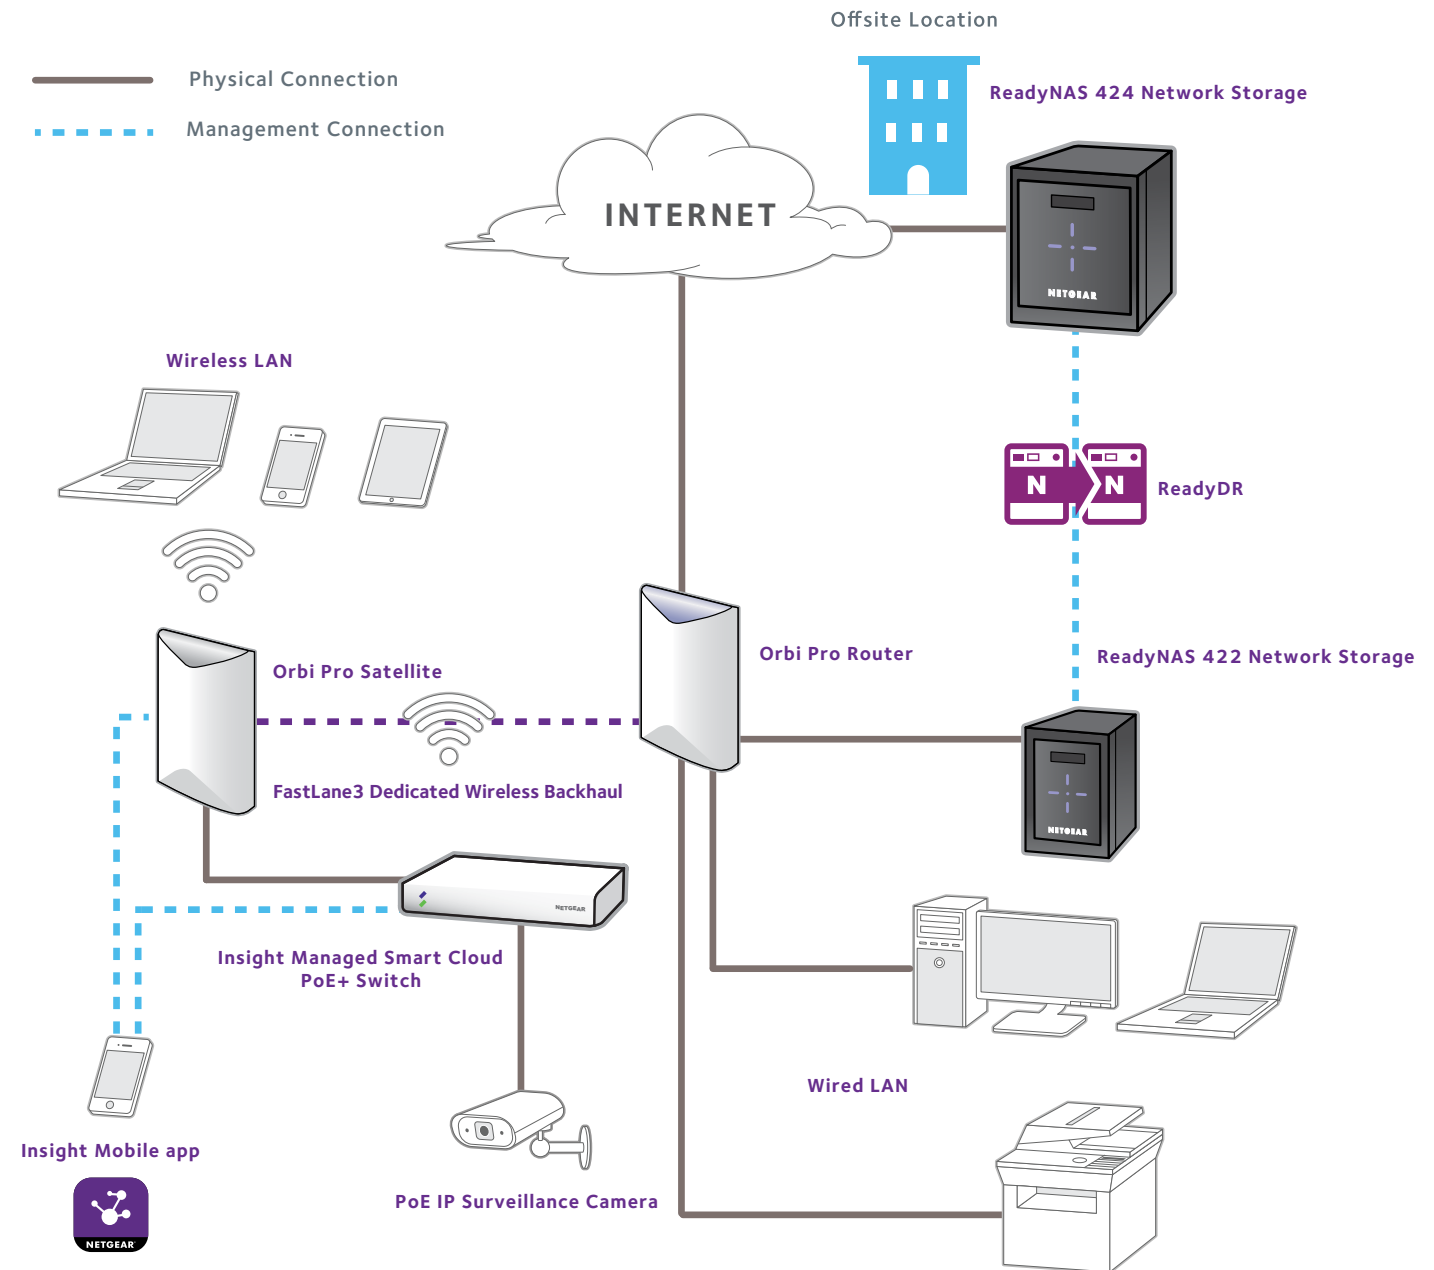 Offsite Location
Physical Connection
Management Connection
ReadyNAS 424 Network Storage
INTERNET
NETGEAR
Wireless LAN
N
N
ReadyDR
Orbi Pro Satellite
Orbi Pro Router
ReadyNAS 422 Network Storage
FastLane3 Dedicated Wireless Backhaul
NETGEAR
NETGEAR
Insight Managed Smart Cloud
PoE+ Switch
Wired LAN
Insight Mobile app
PoE IP Surveillance Camera
NETGEAR